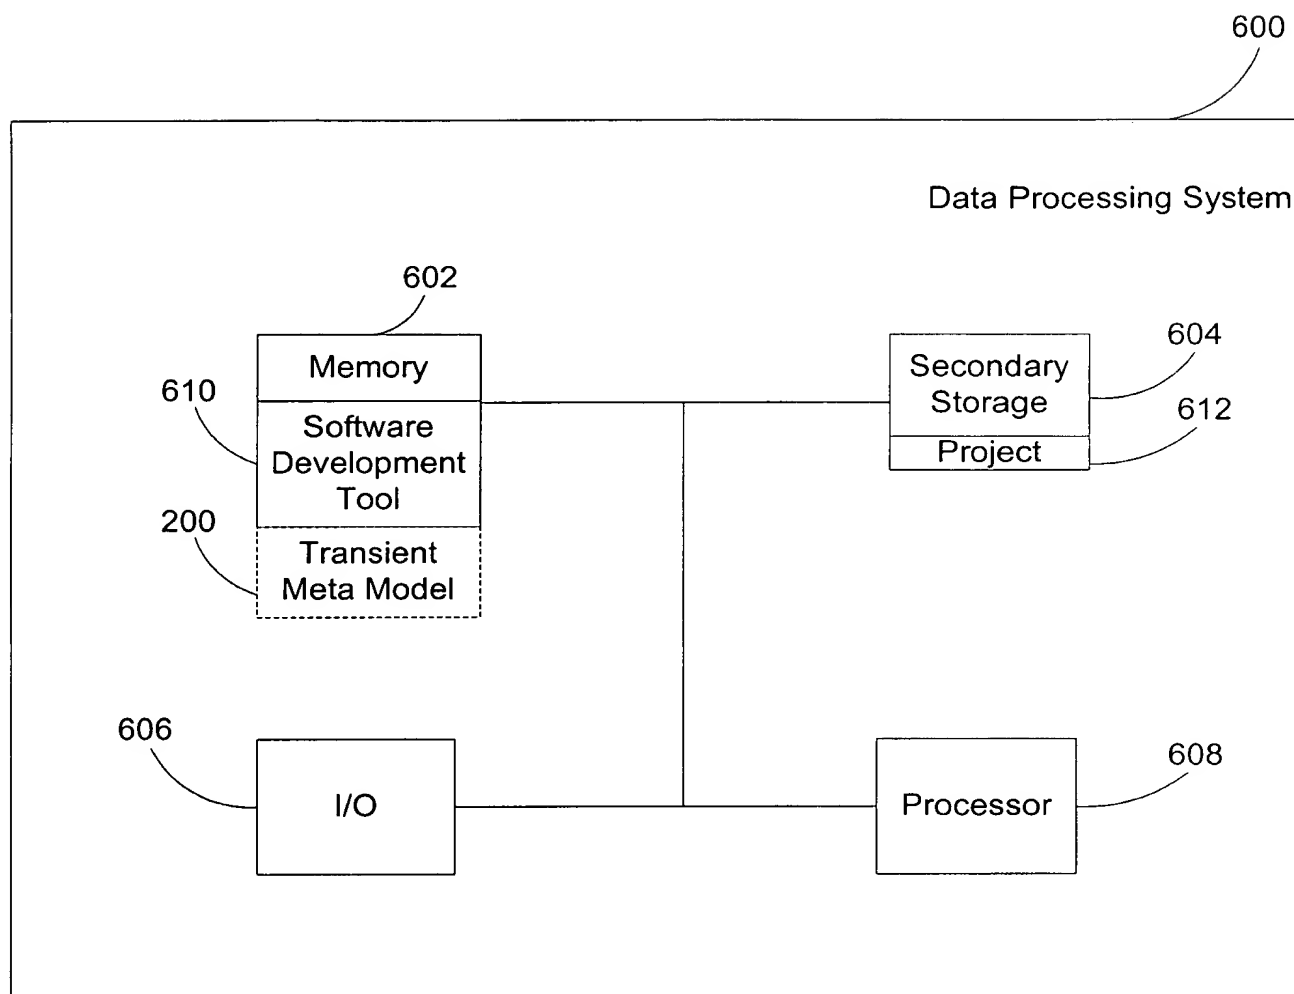 600
Data Processing System
602
Memory
610
Software
Development
Tool
200
Transient
Meta Model
604
Secondary
Storage
612
Project
606
I/O
608
Processor